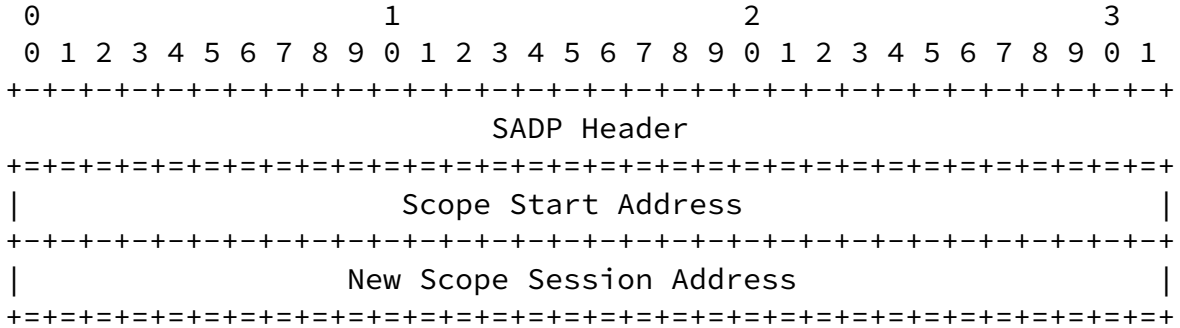 0                   1                   2                   3
 0 1 2 3 4 5 6 7 8 9 0 1 2 3 4 5 6 7 8 9 0 1 2 3 4 5 6 7 8 9 0 1
+-+-+-+-+-+-+-+-+-+-+-+-+-+-+-+-+-+-+-+-+-+-+-+-+-+-+-+-+-+-+-+-+
                           SADP Header
+=+=+=+=+=+=+=+=+=+=+=+=+=+=+=+=+=+=+=+=+=+=+=+=+=+=+=+=+=+=+=+=+
|                     Scope Start Address                       |
+-+-+-+-+-+-+-+-+-+-+-+-+-+-+-+-+-+-+-+-+-+-+-+-+-+-+-+-+-+-+-+-+
|                  New Scope Session Address                    |
+=+=+=+=+=+=+=+=+=+=+=+=+=+=+=+=+=+=+=+=+=+=+=+=+=+=+=+=+=+=+=+=+